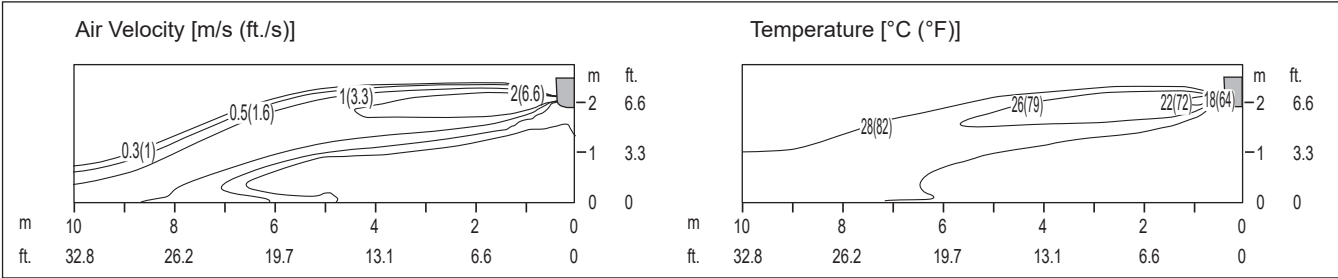 Air Velocity [m/s (ft./s)]
2(6.6)
1(3.3)
0.5(1.6)
0.3(1)
m ft.
2 6.6
1 3.3
0 0
m 10 8 6 4 2 0
ft. 32.8 26.2 19.7 13.1 6.6 0
Temperature [°C (°F)]
18(64)
22(72)
26(79)
28(82)
m ft.
2 6.6
1 3.3
0 0
m 10 8 6 4 2 0
ft. 32.8 26.2 19.7 13.1 6.6 0